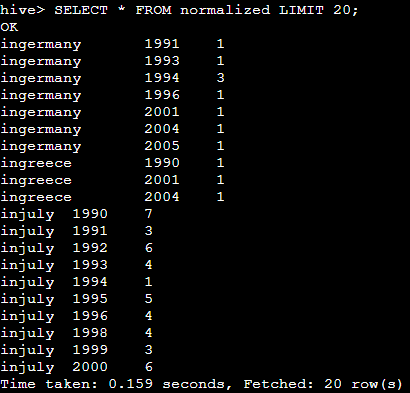 hive> SELECT * FROM normalized LIMIT 20;
OK
ingermany 1991 1
ingermany 1993 1
ingermany 1994 3
ingermany 1996 1
ingermany 2001 1
ingermany 2004 1
ingermany 2005 1
ingreece 1990 1
ingreece 2001 1
ingreece 2004 1
injuly 1990 7
injuly 1991 3
injuly 1992 6
injuly 1993 4
injuly 1994 1
injuly 1995 5
injuly 1996 4
injuly 1998 4
injuly 1999 3
injuly 2000 6
Time taken: 0.159 seconds, Fetched: 20 row(s)